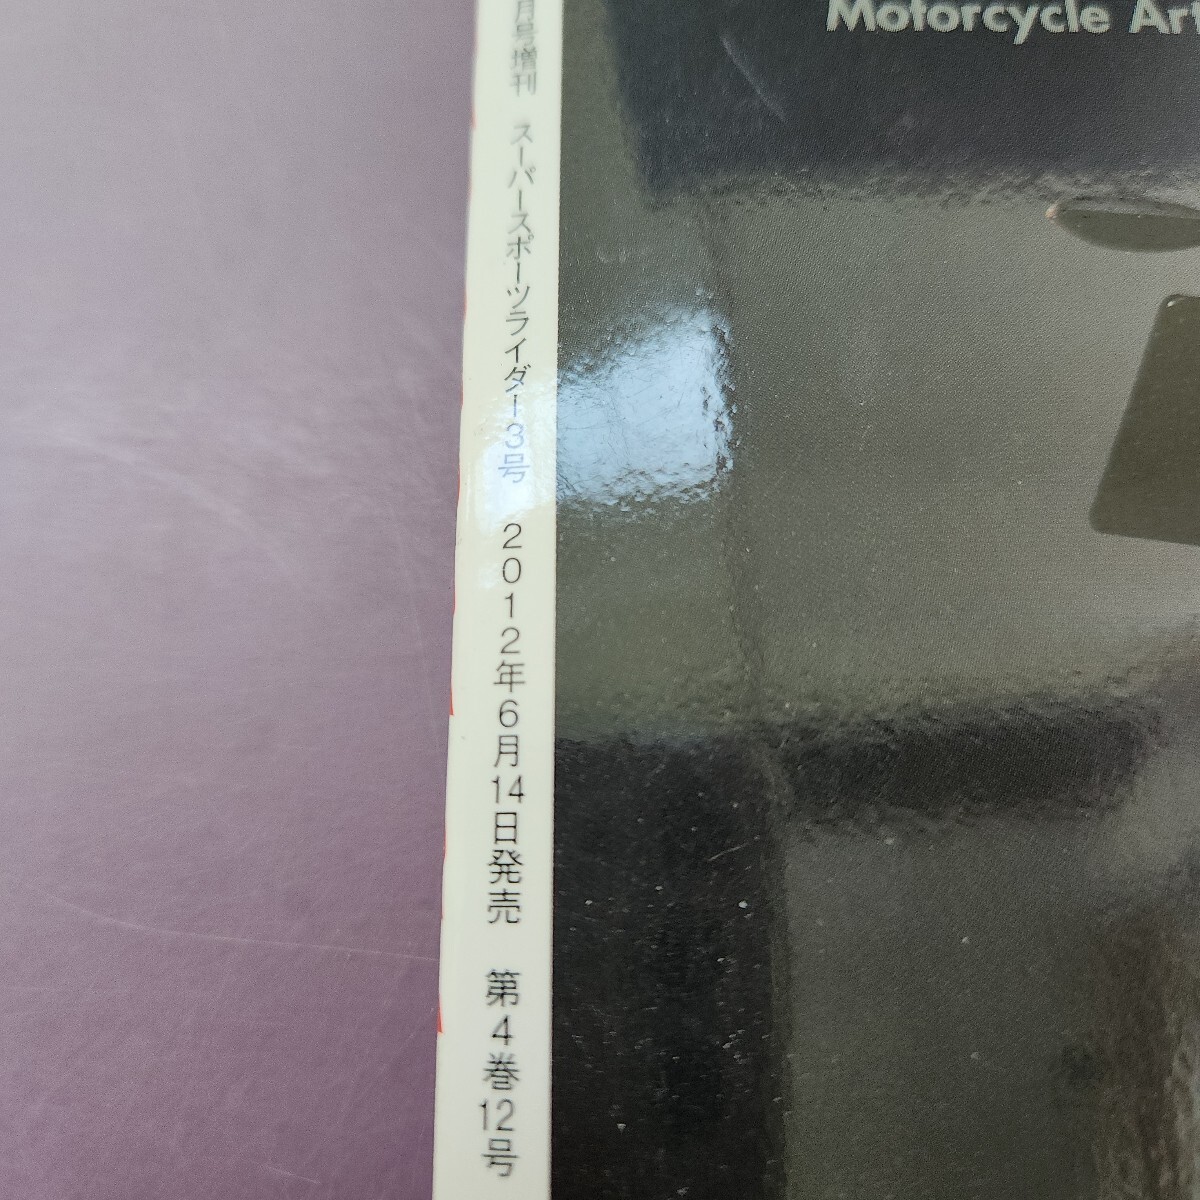 月号増刊 スーパースポーツライダー3号 2012年6月14日発売 第4巻12号
Motorcycle